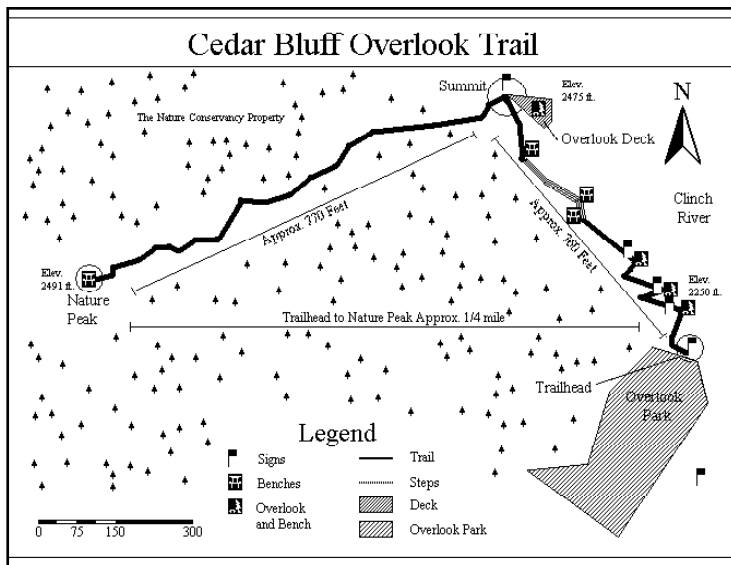 Cedar Bluff Overlook Trail
Summit
Elev.
2475 ft.
N
The Nature Conservancy Property
Overlook Deck
Clinch
River
Approx. 770 Feet
Approx. 760 Feet
Elev.
2491 ft.
Nature
Peak
Elev.
2250 ft.
Trailhead to Nature Peak Approx. 1/4 mile
Trailhead
Overlook
Park
Legend
Signs
Trail
Benches
Steps
Overlook
and Bench
Deck
Overlook Park
0 75 150 300